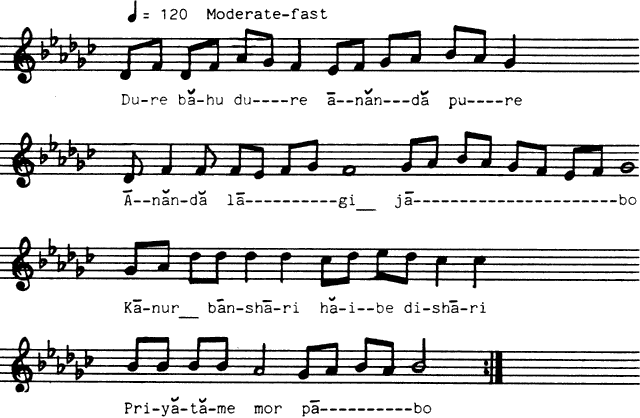 ♩ = 120 Moderate-fast
Du-re bă-hu du----re ā--năn---dă pu----re
Ā--năn-dă lā----------gi__ jā----------------------bo
Kā-nur__ bān-shā-ri hă-i--be di-shā-ri
Pri-yă-tă-me mor pā----------bo